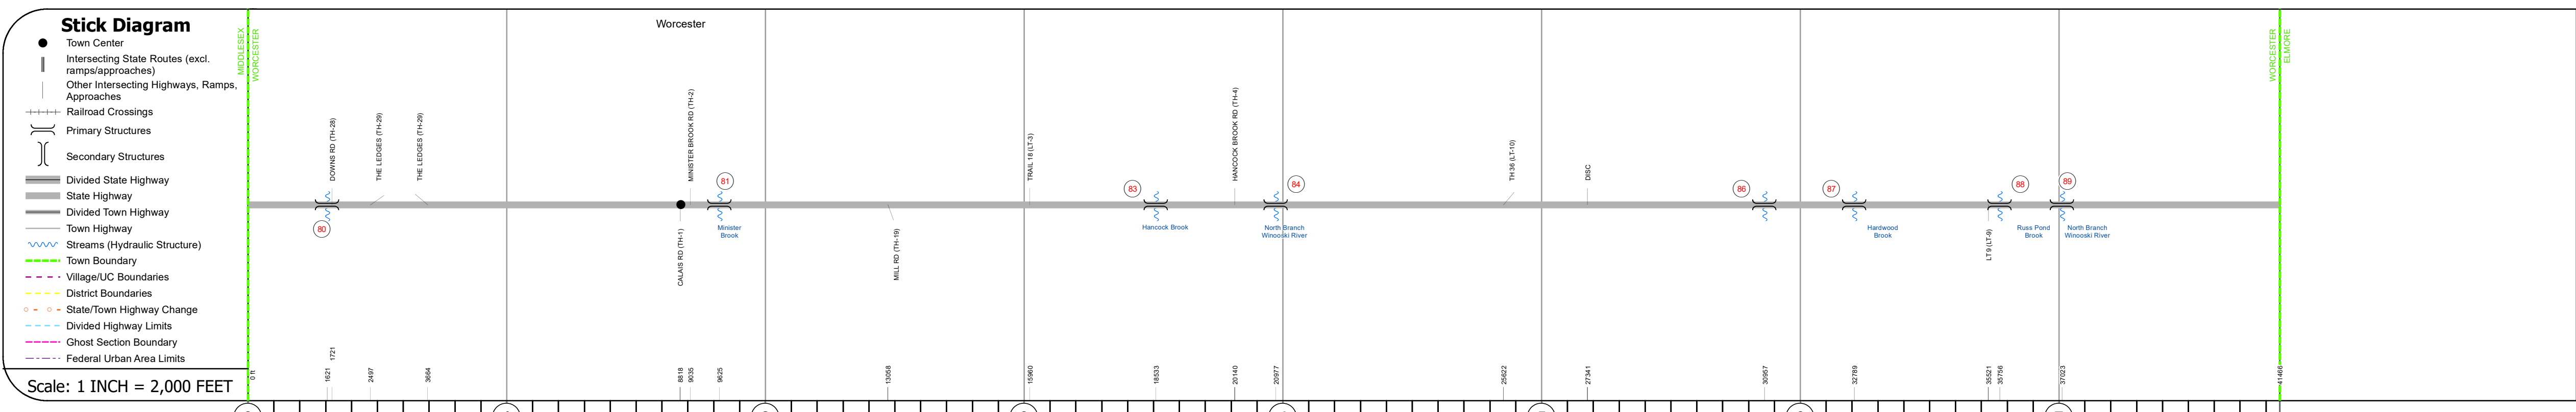 Stick Diagram
Town Center
Intersecting State Routes (excl.
ramps/approaches)
Other Intersecting Highways, Ramps,
Approaches
Railroad Crossings
Primary Structures
Secondary Structures
Divided State Highway
State Highway
Divided Town Highway
Town Highway
Streams (Hydraulic Structure)
Town Boundary
Village/UC Boundaries
District Boundaries
State/Town Highway Change
Divided Highway Limits
Ghost Section Boundary
Federal Urban Area Limits
Scale: 1 INCH = 2,000 FEET
MIDDLESEX
WORCESTER
Worcester
WORCESTER
ELMORE
DOWNS RD (TH-28)
THE LEDGES (TH-29)
THE LEDGES (TH-29)
MINISTER BROOK RD (TH-2)
TRAIL 18 (LT-3)
HANCOCK BROOK RD (TH-4)
TH 36 (LT-10)
DISC
80
81
83
84
86
87
88
89
CALAIS RD (TH-1)
Minister
Brook
MILL RD (TH-19)
Hancock Brook
North Branch
Winooski River
Hardwood
Brook
LT 9 (LT-9)
Russ Pond
Brook
North Branch
Winooski River
0 ft
1621
1721
2497
3664
8818
9035
9625
13058
15960
18533
20140
20977
25622
27341
30957
32789
35521
35756
37023
41466